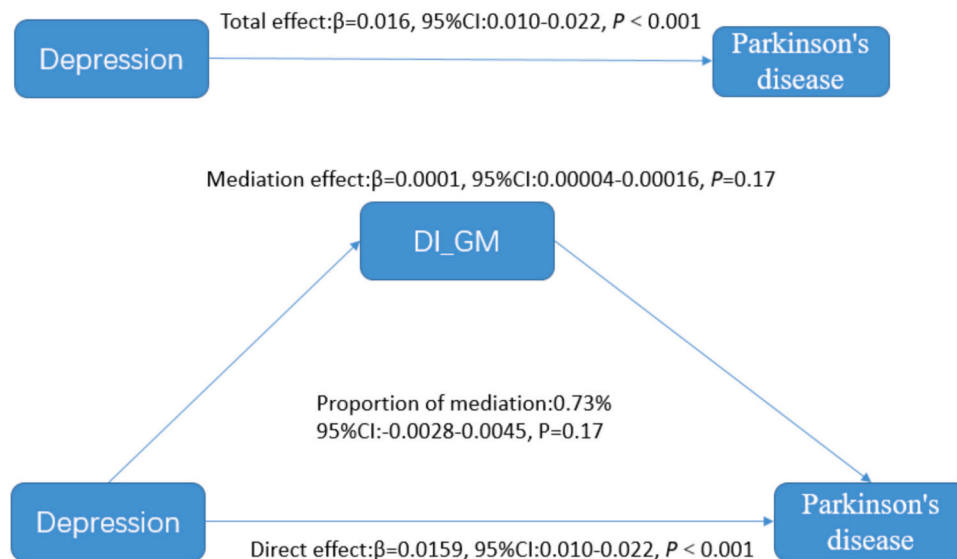 Total effect:β=0.016, 95%CI:0.010-0.022, P < 0.001
Depression
Parkinson's
disease
Mediation effect:β=0.0001, 95%CI:0.00004-0.00016, P=0.17
DI_GM
Proportion of mediation:0.73%
95%CI:-0.0028-0.0045, P=0.17
Depression
Parkinson's
disease
Direct effect:β=0.0159, 95%CI:0.010-0.022, P < 0.001